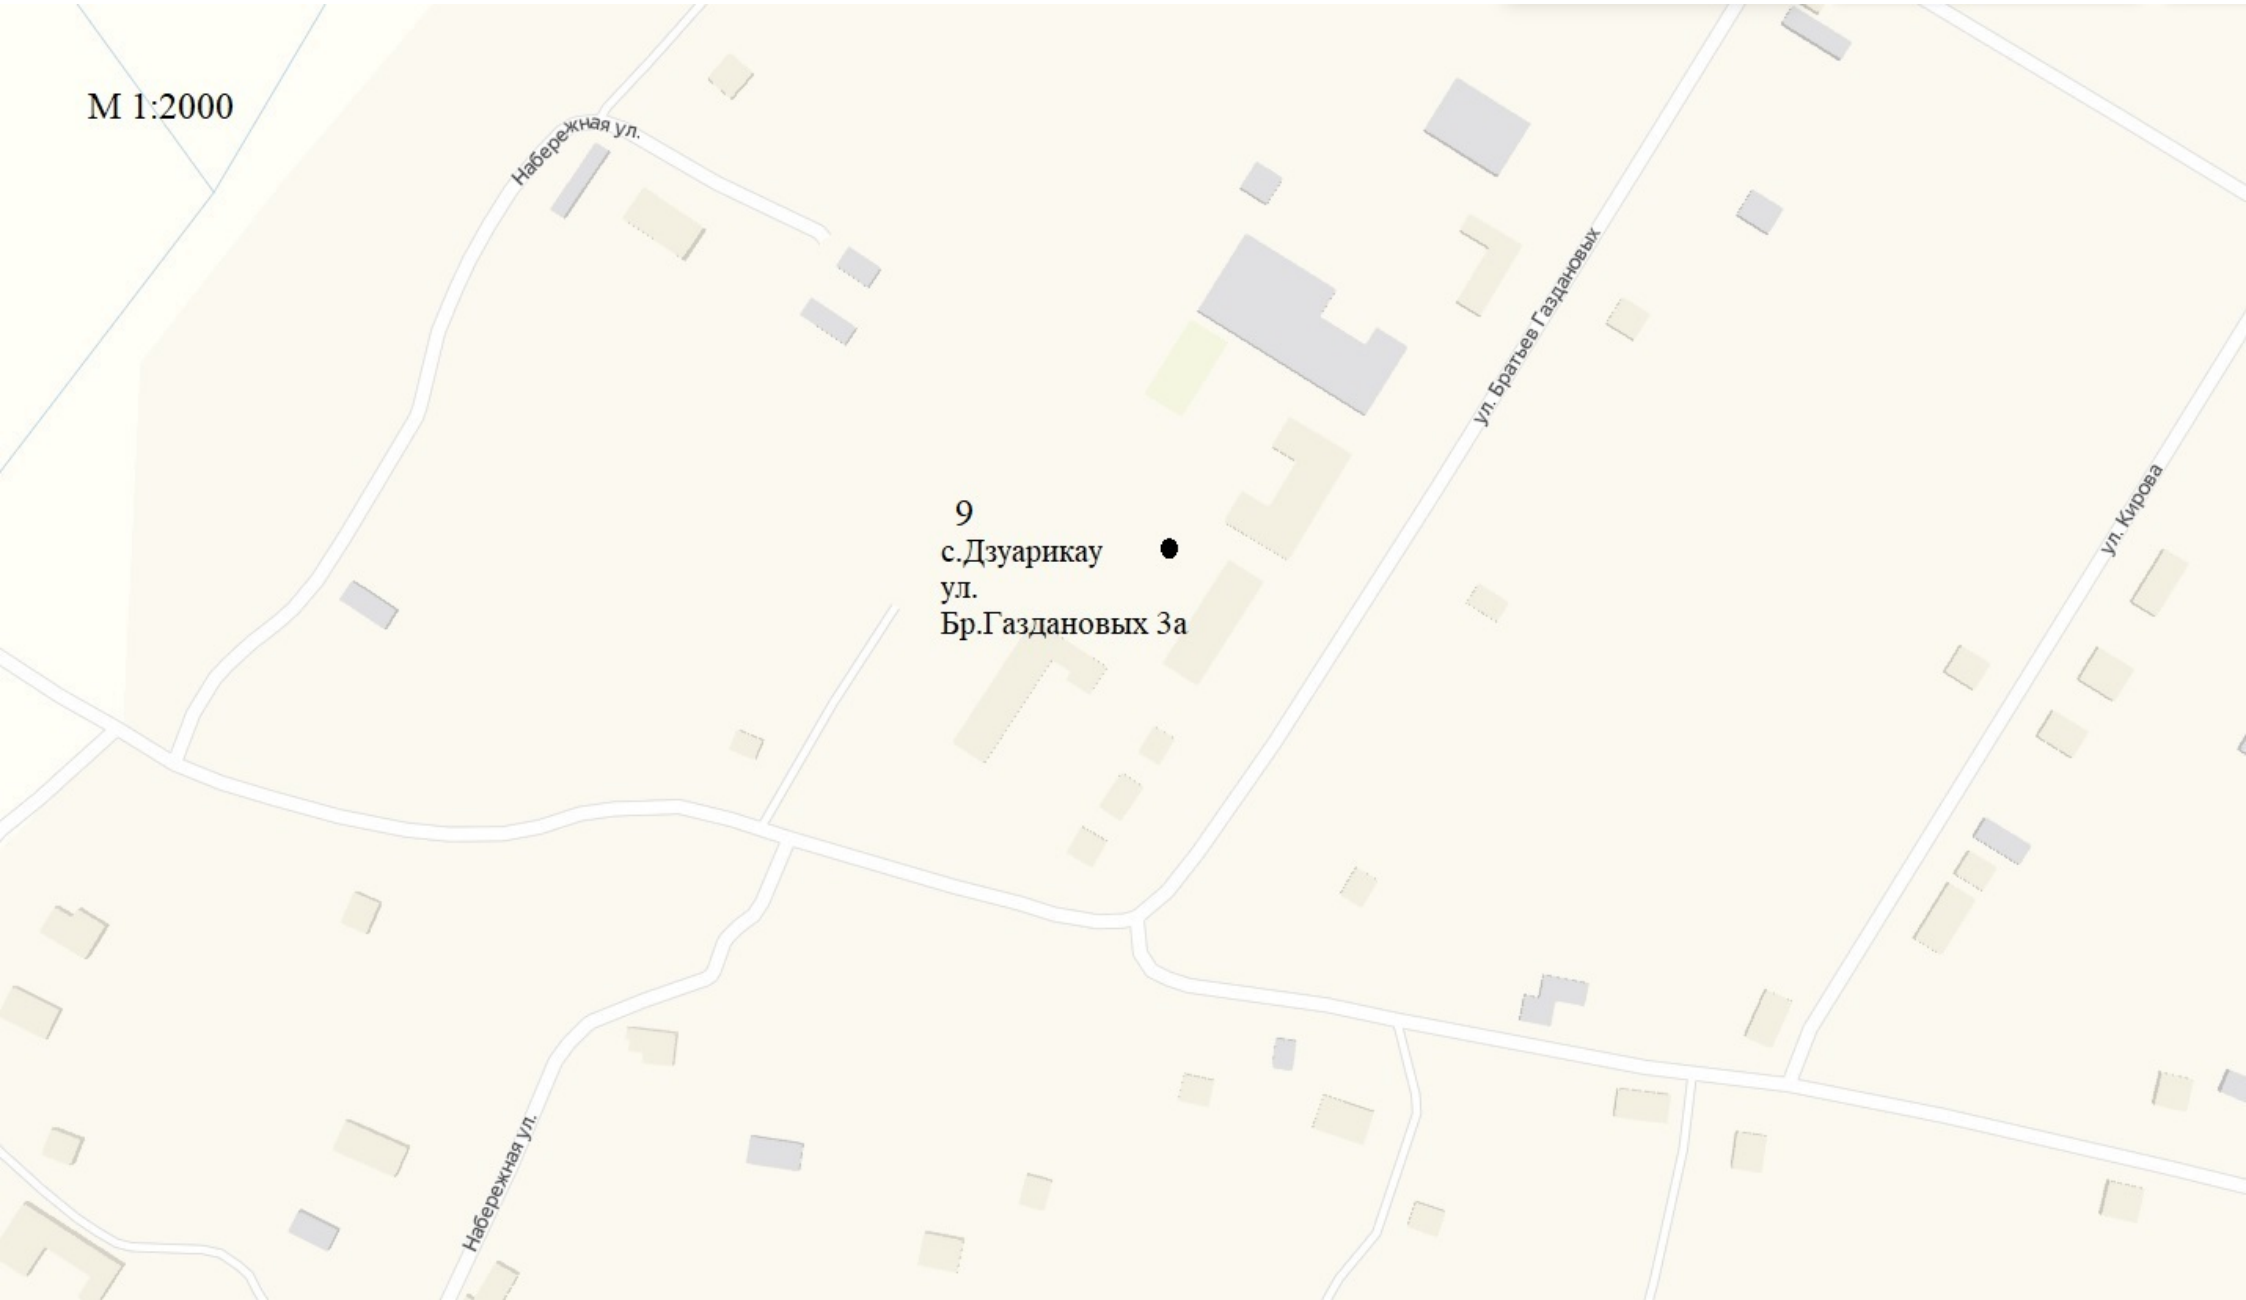 М 1:2000
Набережная ул.
ул. Братьев Газдановых
ул. Кирова
9
с.Дзуарикау
ул.
Бр.Газдановых 3а
Набережная ул.